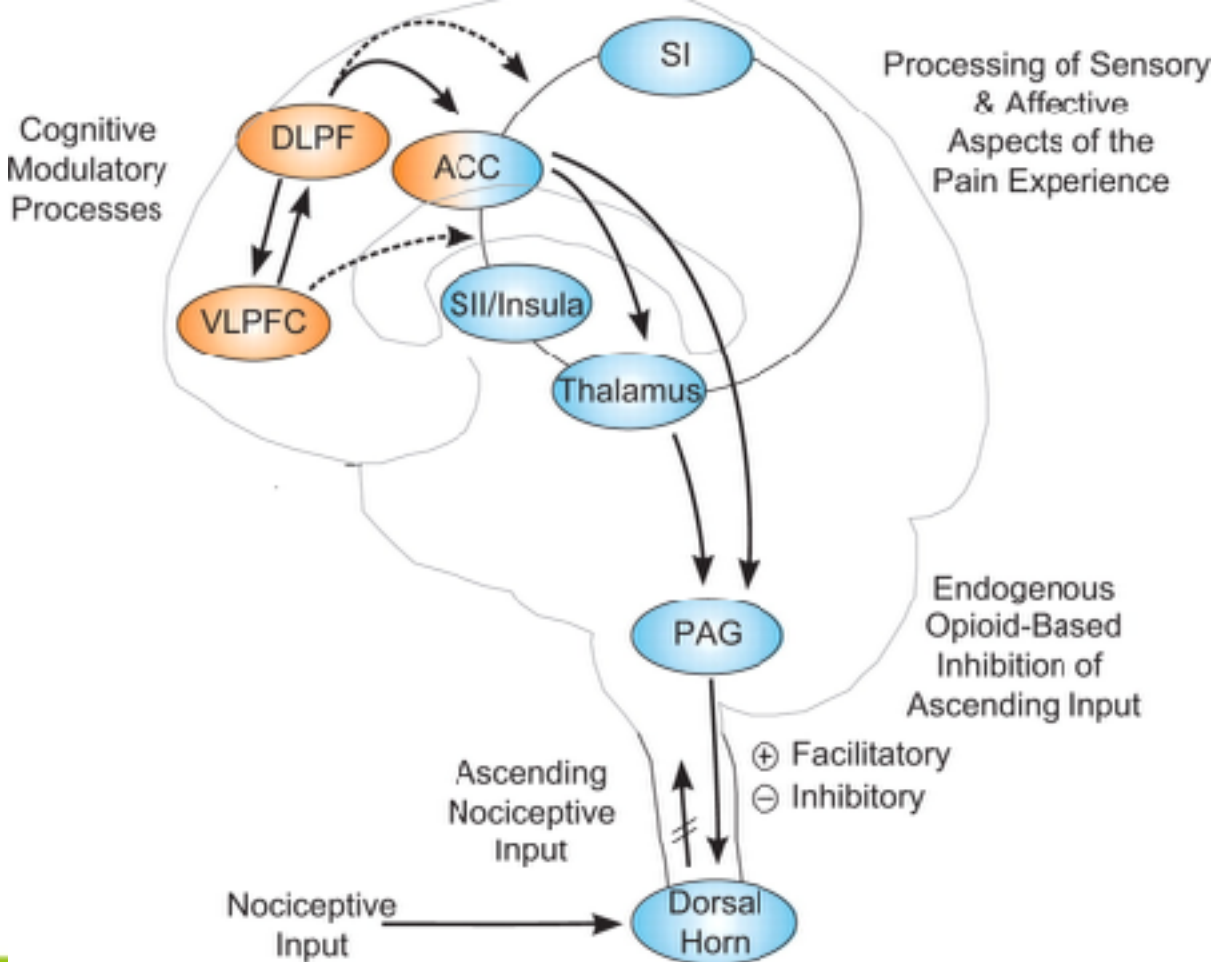 SI
Processing of Sensory
& Affective
Aspects of the
Pain Experience
Cognitive
Modulatory
Processes
DLPF
ACC
VLPFC
SII/Insula
Thalamus
PAG
Endogenous
Opioid-Based
Inhibition of
Ascending Input
+ Facilitatory
- Inhibitory
Ascending
Nociceptive
Input
Nociceptive
Input
Dorsal
Horn